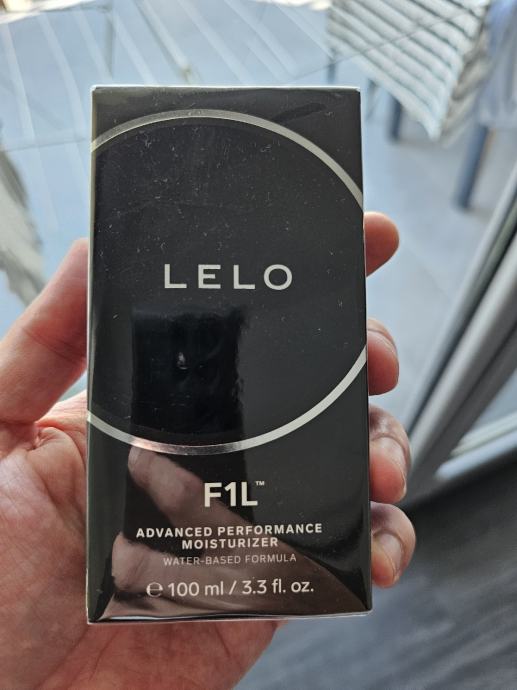 LELO
F1L™
ADVANCED PERFORMANCE
MOISTURIZER
WATER-BASED FORMULA
℮ 100 ml / 3.3 fl. oz.